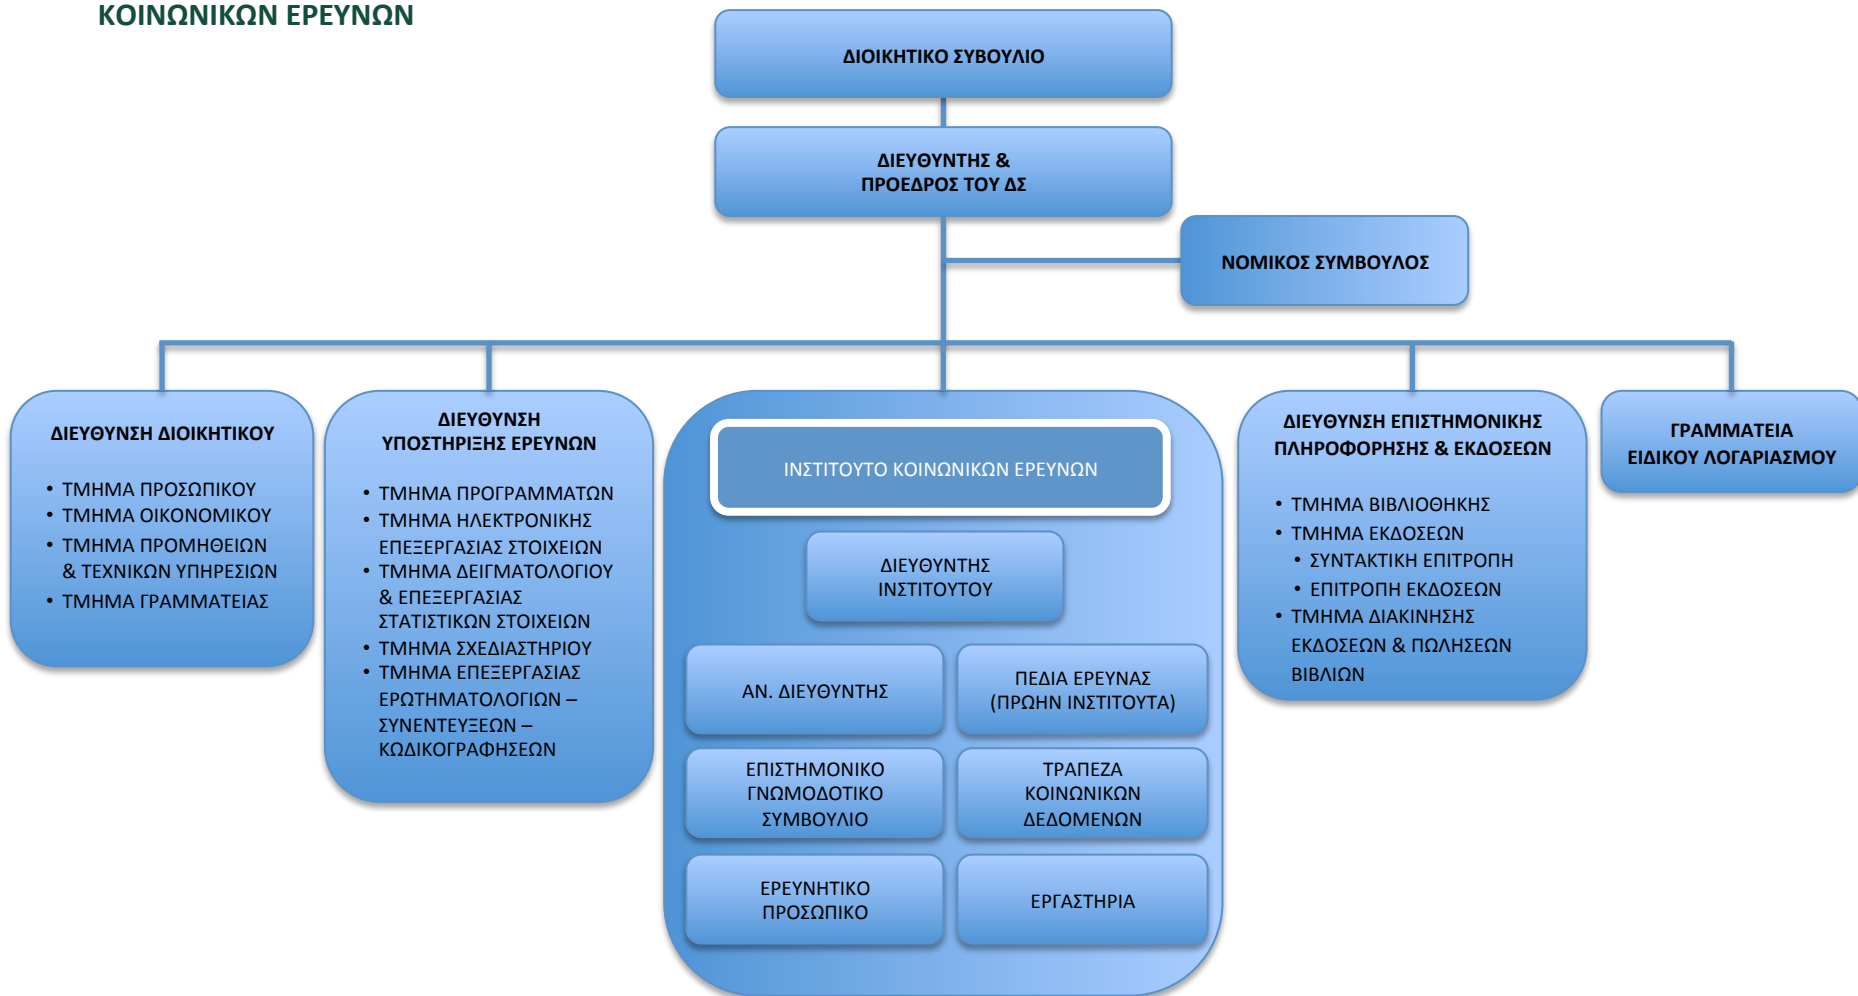 ΚΟΙΝΩΝΙΚΩΝ ΕΡΕΥΝΩΝ
ΔΙΟΙΚΗΤΙΚΟ ΣΥΒΟΥΛΙΟ
ΔΙΕΥΘΥΝΤΗΣ &
ΠΡΟΕΔΡΟΣ ΤΟΥ ΔΣ
ΝΟΜΙΚΟΣ ΣΥΜΒΟΥΛΟΣ
ΔΙΕΥΘΥΝΣΗ ΔΙΟΙΚΗΤΙΚΟΥ
• ΤΜΗΜΑ ΠΡΟΣΩΠΙΚΟΥ
• ΤΜΗΜΑ ΟΙΚΟΝΟΜΙΚΟΥ
• ΤΜΗΜΑ ΠΡΟΜΗΘΕΙΩΝ
& ΤΕΧΝΙΚΩΝ ΥΠΗΡΕΣΙΩΝ
• ΤΜΗΜΑ ΓΡΑΜΜΑΤΕΙΑΣ
ΔΙΕΥΘΥΝΣΗ
ΥΠΟΣΤΗΡΙΞΗΣ ΕΡΕΥΝΩΝ
• ΤΜΗΜΑ ΠΡΟΓΡΑΜΜΑΤΩΝ
• ΤΜΗΜΑ ΗΛΕΚΤΡΟΝΙΚΗΣ
ΕΠΕΞΕΡΓΑΣΙΑΣ ΣΤΟΙΧΕΙΩΝ
• ΤΜΗΜΑ ΔΕΙΓΜΑΤΟΛΟΓΙΟΥ
& ΕΠΕΞΕΡΓΑΣΙΑΣ
ΣΤΑΤΙΣΤΙΚΩΝ ΣΤΟΙΧΕΙΩΝ
• ΤΜΗΜΑ ΣΧΕΔΙΑΣΤΗΡΙΟΥ
• ΤΜΗΜΑ ΕΠΕΞΕΡΓΑΣΙΑΣ
ΕΡΩΤΗΜΑΤΟΛΟΓΙΩΝ –
ΣΥΝΕΝΤΕΥΞΕΩΝ –
ΚΩΔΙΚΟΓΡΑΦΗΣΕΩΝ
ΙΝΣΤΙΤΟΥΤΟ ΚΟΙΝΩΝΙΚΩΝ ΕΡΕΥΝΩΝ
ΔΙΕΥΘΥΝΤΗΣ
ΙΝΣΤΙΤΟΥΤΟΥ
ΑΝ. ΔΙΕΥΘΥΝΤΗΣ
ΠΕΔΙΑ ΕΡΕΥΝΑΣ
(ΠΡΩΗΝ ΙΝΣΤΙΤΟΥΤΑ)
ΕΠΙΣΤΗΜΟΝΙΚΟ
ΓΝΩΜΟΔΟΤΙΚΟ
ΣΥΜΒΟΥΛΙΟ
ΤΡΑΠΕΖΑ
ΚΟΙΝΩΝΙΚΩΝ
ΔΕΔΟΜΕΝΩΝ
ΕΡΕΥΝΗΤΙΚΟ
ΠΡΟΣΩΠΙΚΟ
ΕΡΓΑΣΤΗΡΙΑ
ΔΙΕΥΘΥΝΣΗ ΕΠΙΣΤΗΜΟΝΙΚΗΣ
ΠΛΗΡΟΦΟΡΗΣΗΣ & ΕΚΔΟΣΕΩΝ
• ΤΜΗΜΑ ΒΙΒΛΙΟΘΗΚΗΣ
• ΤΜΗΜΑ ΕΚΔΟΣΕΩΝ
• ΣΥΝΤΑΚΤΙΚΗ ΕΠΙΤΡΟΠΗ
• ΕΠΙΤΡΟΠΗ ΕΚΔΟΣΕΩΝ
• ΤΜΗΜΑ ΔΙΑΚΙΝΗΣΗΣ
ΕΚΔΟΣΕΩΝ & ΠΩΛΗΣΕΩΝ
ΒΙΒΛΙΩΝ
ΓΡΑΜΜΑΤΕΙΑ
ΕΙΔΙΚΟΥ ΛΟΓΑΡΙΑΣΜΟΥ